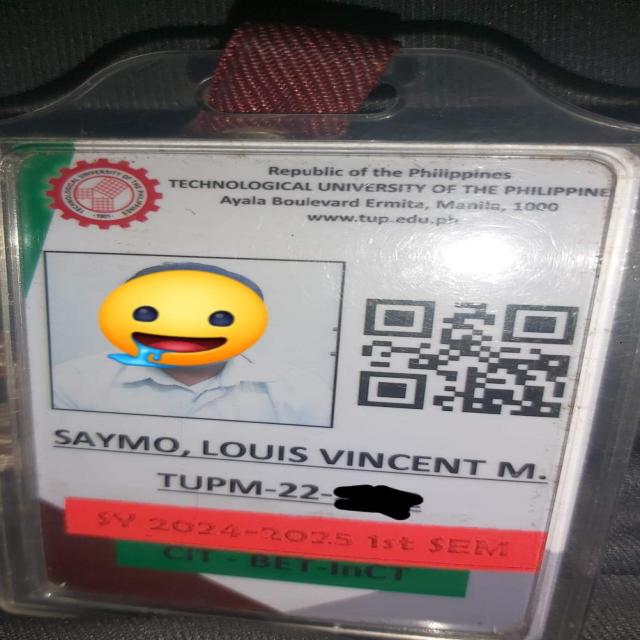 Republic of the Philippines
TECHNOLOGICAL UNIVERSITY OF THE PHILIPPINE
Ayala Boulevard Ermita, Manila, 1000
www.tup.edu.ph
TECHNOLOGICAL UNIVERSITY OF THE PHILIPPINES
1901
SAYMO, LOUIS VINCENT M.
TUPM-22-
SY 2024-2025 1st SEM
CIT - BET-InCT